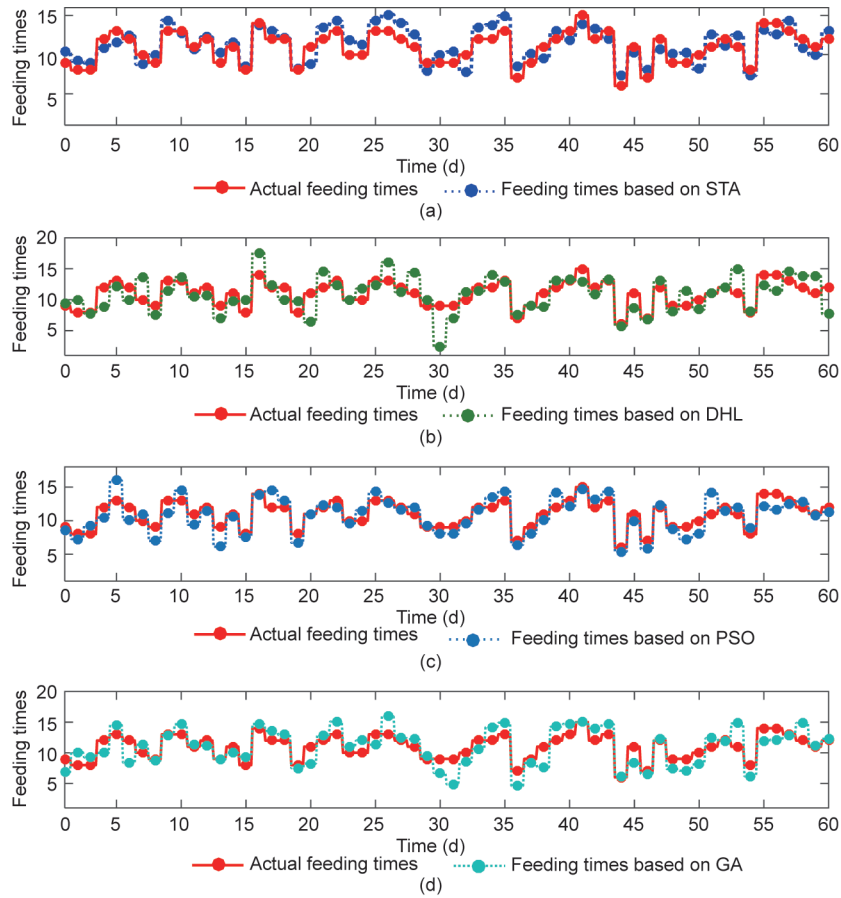 15
10
5
Feeding times
0 5 10 15 20 25 30 35 40 45 50 55 60
Time (d)
Actual feeding times Feeding times based on STA
(a)
20
15
10
5
Feeding times
0 5 10 15 20 25 30 35 40 45 50 55 60
Time (d)
Actual feeding times Feeding times based on DHL
(b)
15
10
5
Feeding times
0 5 10 15 20 25 30 35 40 45 50 55 60
Time (d)
Actual feeding times Feeding times based on PSO
(c)
20
15
10
5
Feeding times
0 5 10 15 20 25 30 35 40 45 50 55 60
Time (d)
Actual feeding times Feeding times based on GA
(d)